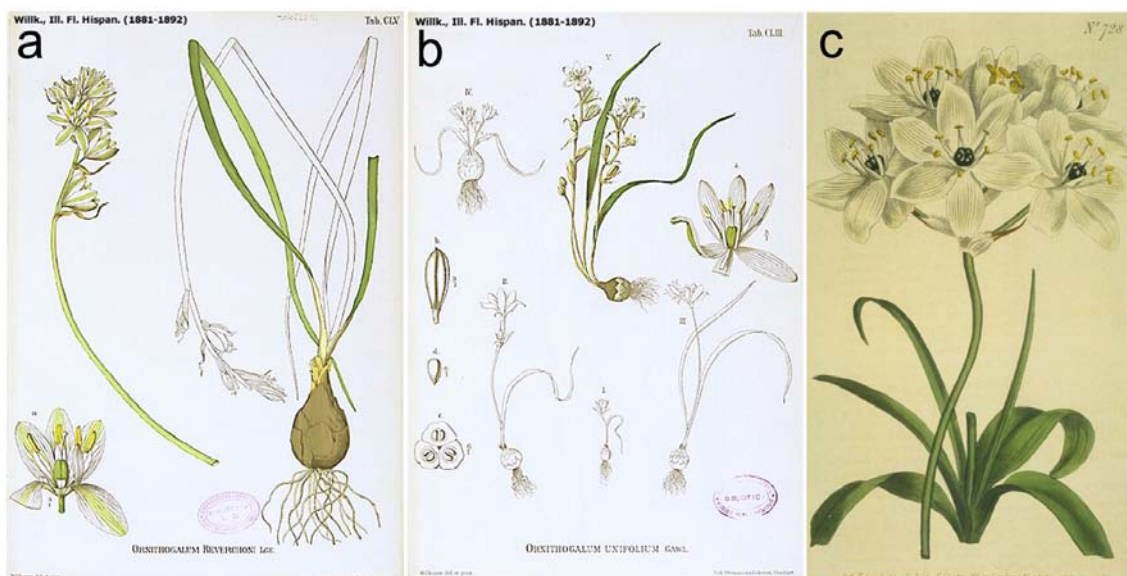 Willk., Ill. Fl. Hispan. (1881-1892)
Tab. CLV
a
ORNITHOGALUM REVERCHONI LGE.
Willk., Ill. Fl. Hispan. (1881-1892)
Tab. CLIII
b
IV.
V.
a.
b.
II.
III.
d.
I.
c.
ORNITHOGALUM UNIFOLIUM GAWL.
c
Nº 728